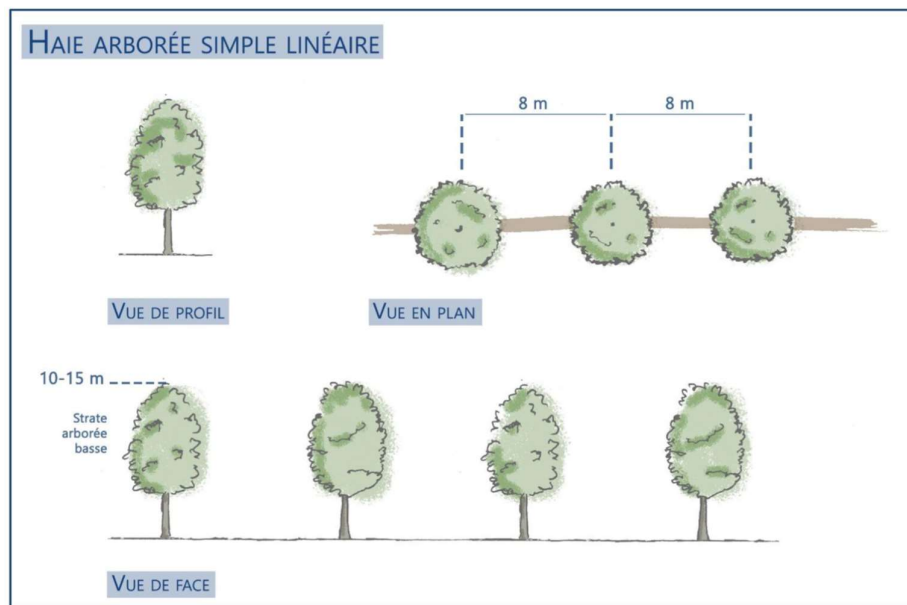 HAIE ARBORÉE SIMPLE LINÉAIRE
8 m 8 m
VUE DE PROFIL
VUE EN PLAN
10-15 m
Strate
arborée
basse
VUE DE FACE